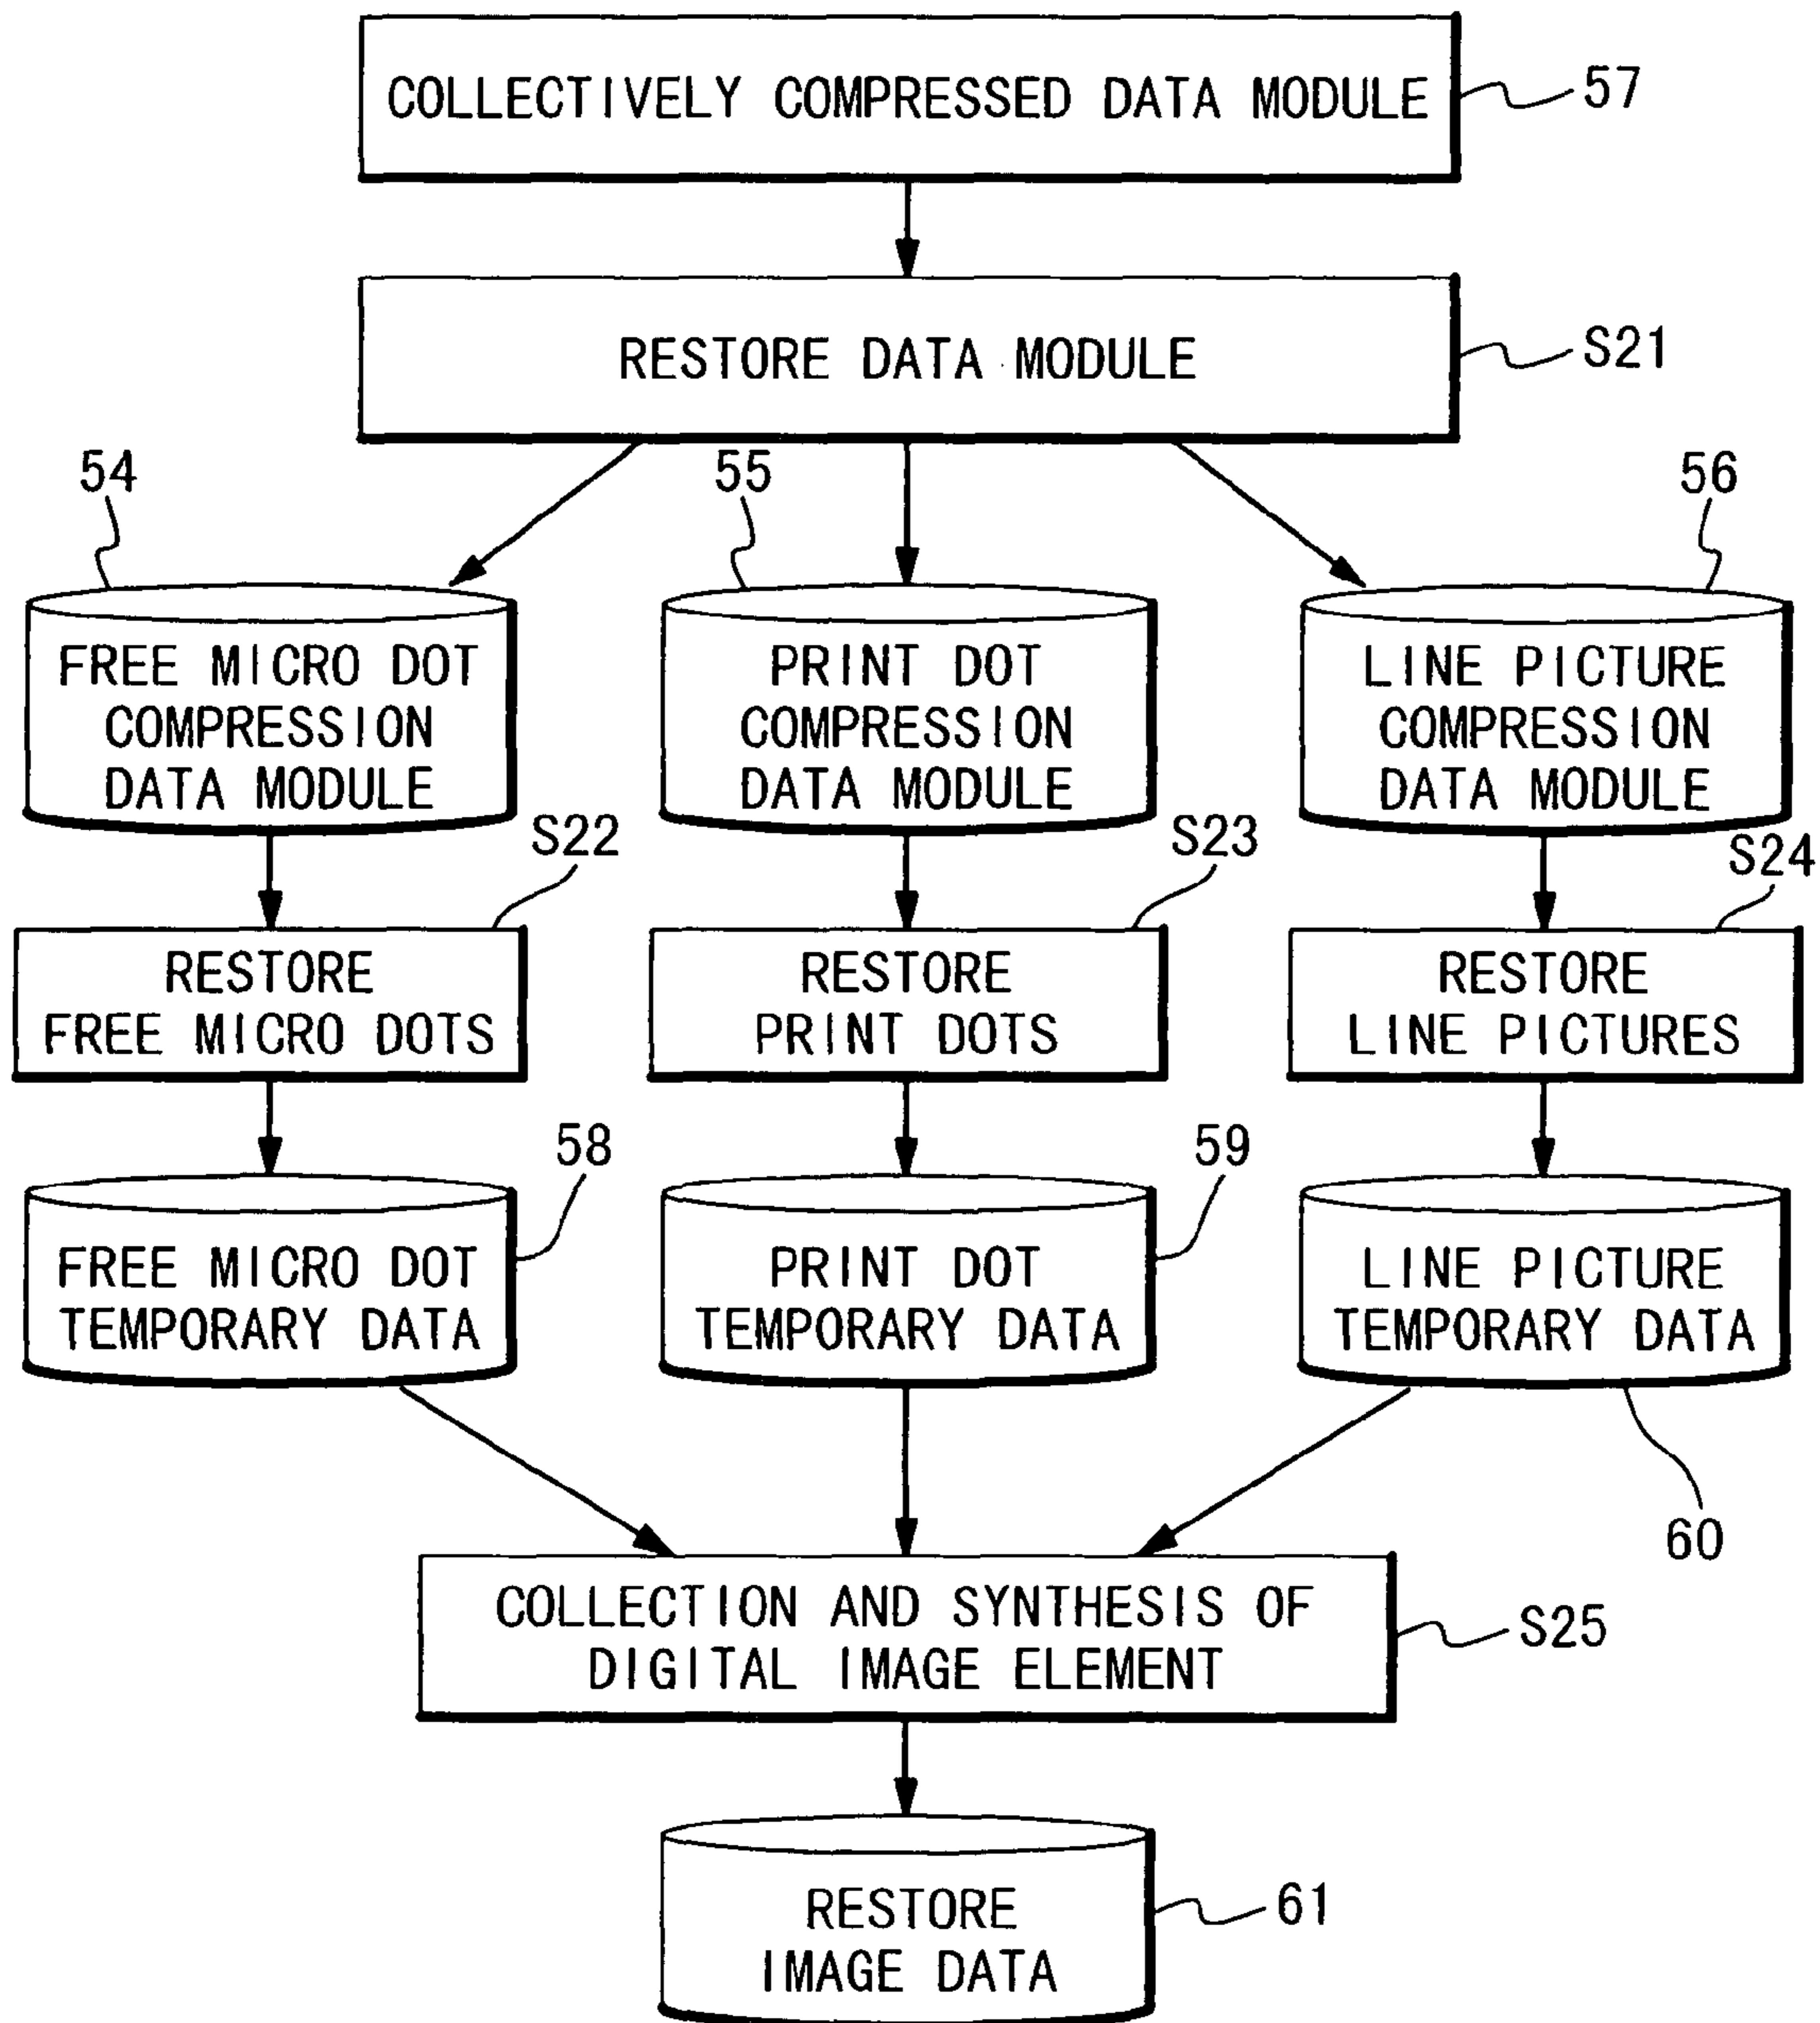 COLLECTIVELY COMPRESSED DATA MODULE
57
RESTORE DATA MODULE
S21
54
55
56
FREE MICRO DOT
COMPRESSION
DATA MODULE
PRINT DOT
COMPRESSION
DATA MODULE
LINE PICTURE
COMPRESSION
DATA MODULE
S22
S23
S24
RESTORE
FREE MICRO DOTS
RESTORE
PRINT DOTS
RESTORE
LINE PICTURES
58
59
FREE MICRO DOT
TEMPORARY DATA
PRINT DOT
TEMPORARY DATA
LINE PICTURE
TEMPORARY DATA
60
COLLECTION AND SYNTHESIS OF
DIGITAL IMAGE ELEMENT
S25
RESTORE
IMAGE DATA
61